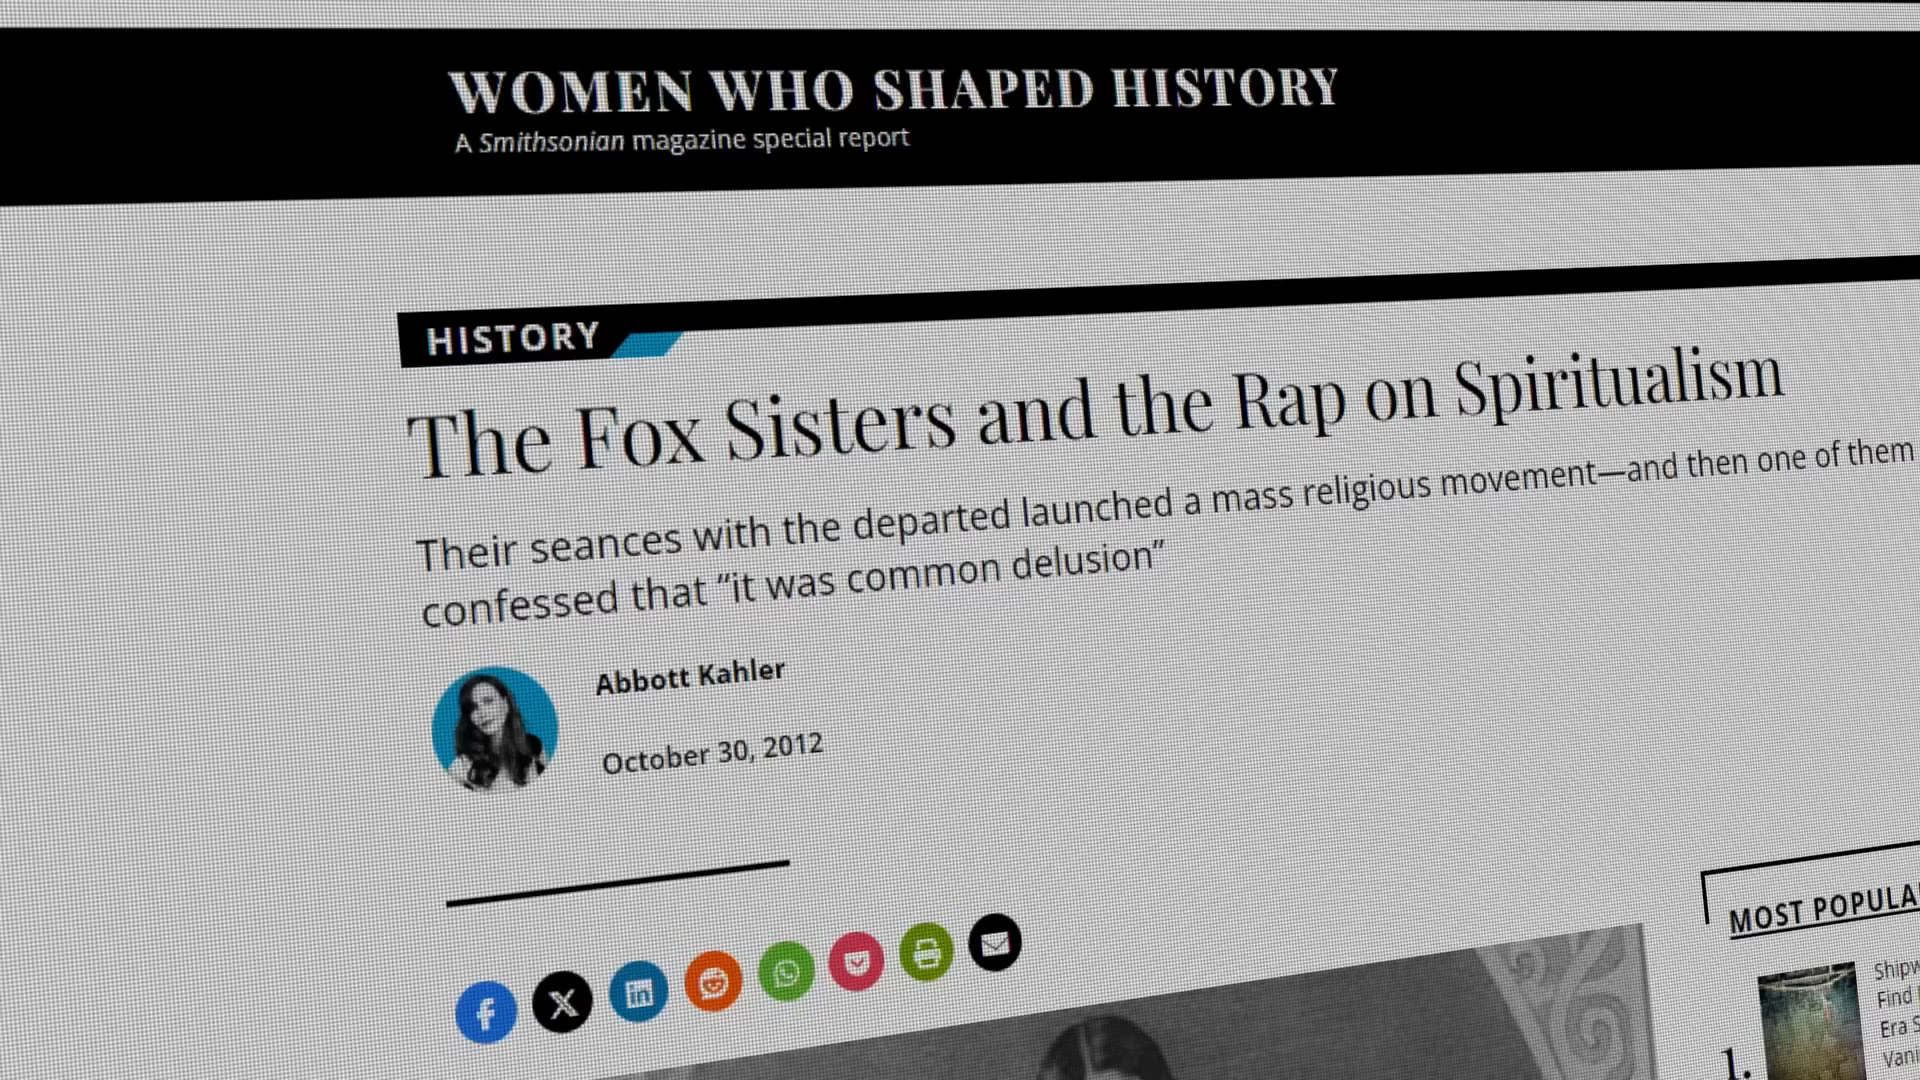 WOMEN WHO SHAPED HISTORY
A Smithsonian magazine special report
HISTORY
The Fox Sisters and the Rap on Spiritualism
Their seances with the departed launched a mass religious movement—and then one of them
confessed that “it was common delusion”
Abbott Kahler
October 30, 2012
MOST
Find
Era
1.